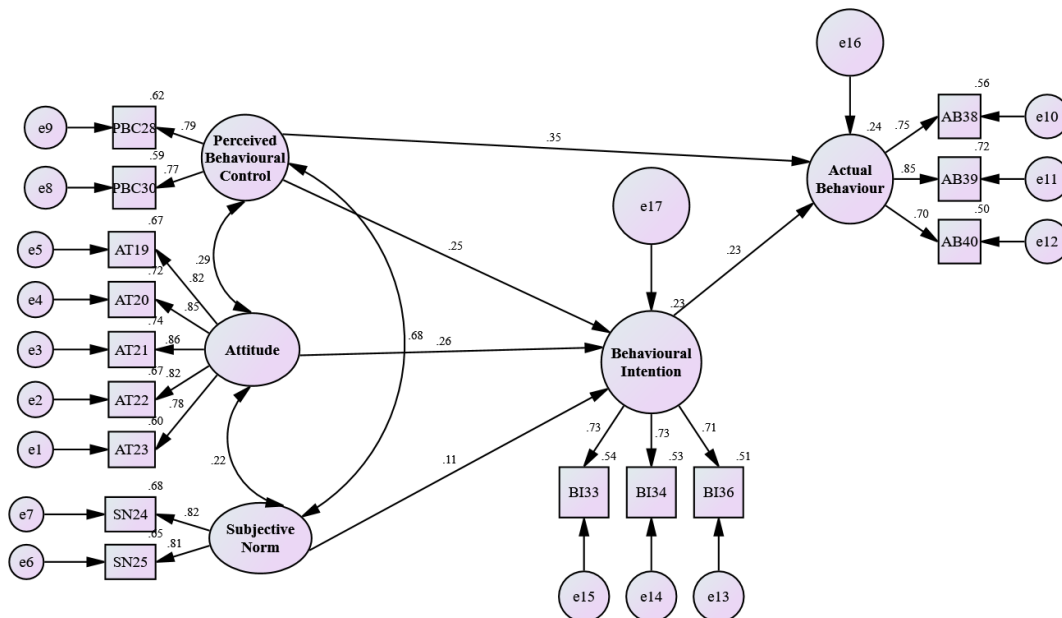 e16
.62
.56
e9
PBC28
.79
Perceived
Behavioural
Control
.35
.24
.75
AB38
e10
.59
.77
.72
e8
PBC30
Actual
Behaviour
.85
AB39
e11
e17
.70
.50
AB40
e12
.67
e5
AT19
.29
.82
.25
.23
.72
e4
AT20
.85
.23
.74
.68
e3
AT21
.86
Attitude
.26
Behavioural
Intention
.67
.82
e2
AT22
.78
.60
e1
AT23
.22
.11
.73
.73
.71
.54
.53
.51
.68
e7
SN24
.82
BI33
BI34
BI36
.65
.81
Subjective
Norm
e6
SN25
e15
e14
e13